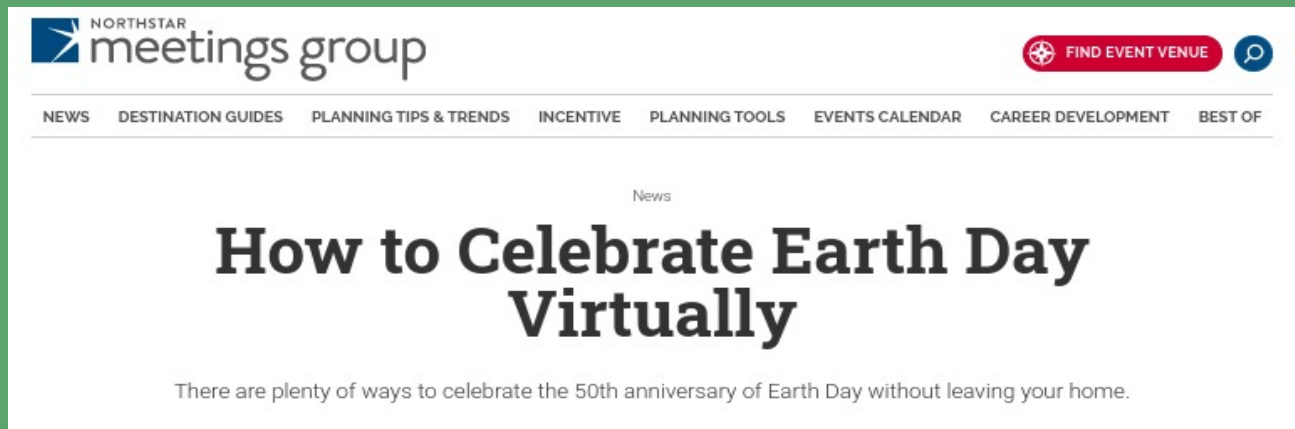 NORTHSTAR
meetings group
FIND EVENT VENUE
NEWS DESTINATION GUIDES PLANNING TIPS & TRENDS INCENTIVE PLANNING TOOLS EVENTS CALENDAR CAREER DEVELOPMENT BEST OF
News
How to Celebrate Earth Day
Virtually
There are plenty of ways to celebrate the 50th anniversary of Earth Day without leaving your home.